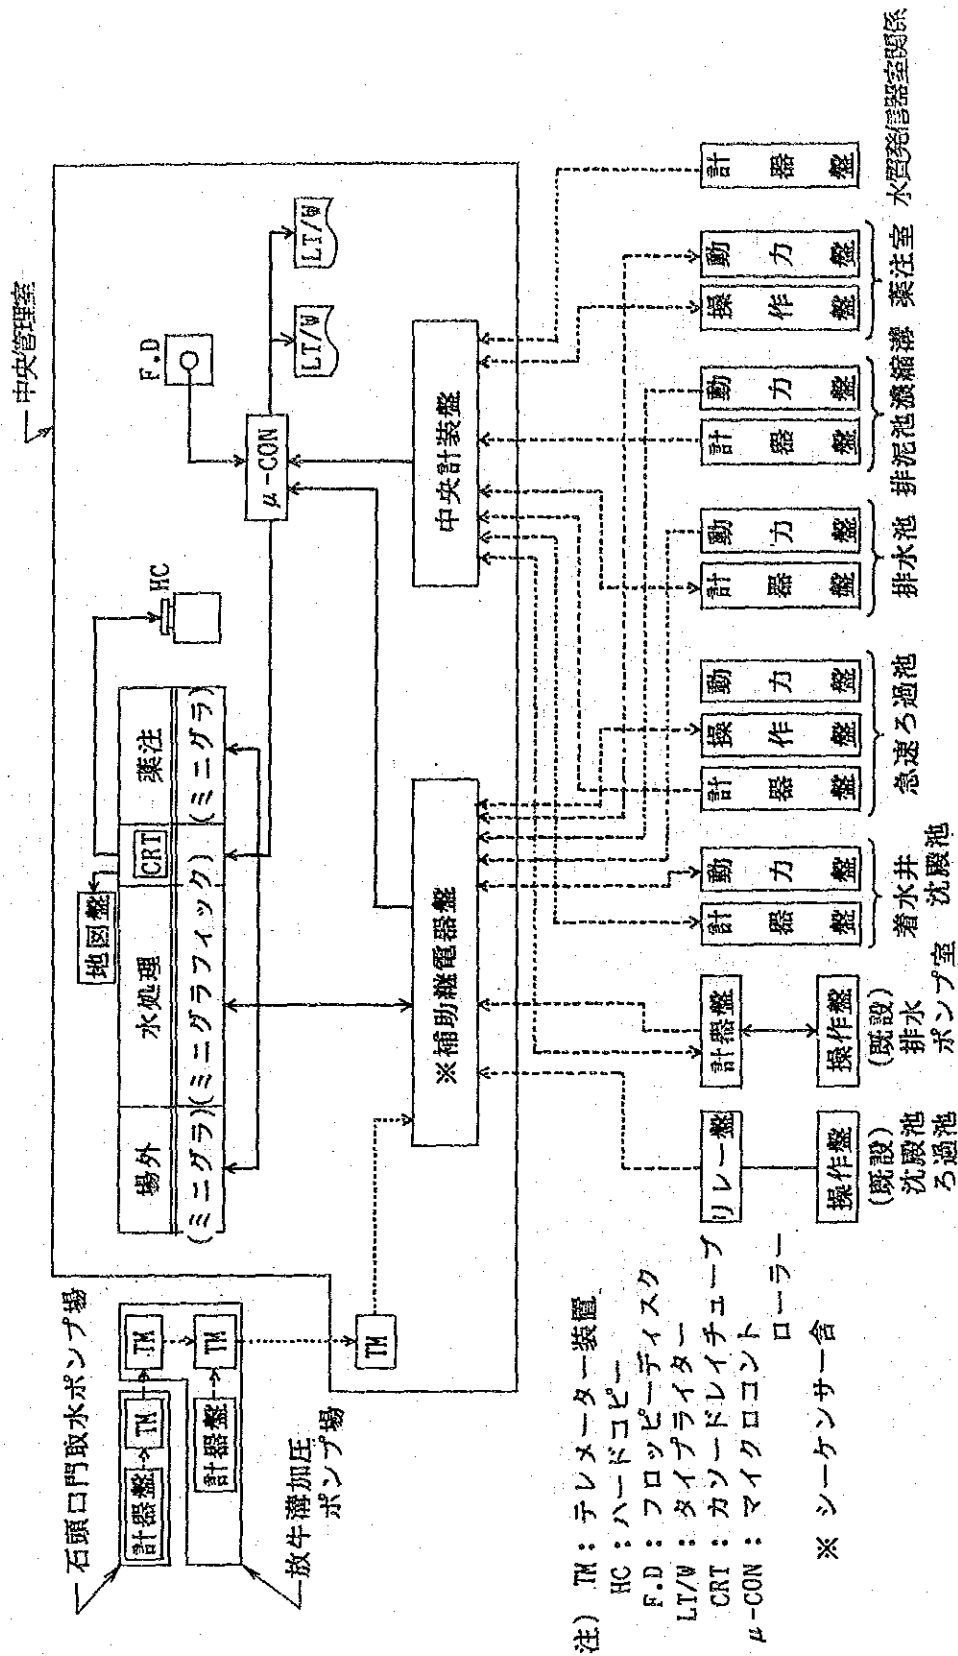 中央管理室
石頭口門取水ポンプ場
計器盤
TM
TM
計器盤
TM
放牛溝加圧
ポンプ場
TM
地図盤
場外
水処理
CRT
薬注
(ミニグラ)
(ミニグラフィック)
(ミニグラ)
HC
F.D
μ-CON
LT/W
LT/W
※補助継電器盤
中央計装盤
リレー盤
操作盤
(既設)
沈殿池
ろ過池
計器盤
操作盤
(既設)
排水
ポンプ室
計器盤
動力盤
着水井
沈殿池
計器盤
操作盤
動力盤
急速ろ過池
計器盤
動力盤
排水池
計器盤
動力盤
排泥池濃縮溝
操作盤
動力盤
薬注室
計器盤
水質発信器室関係
注) TM:テレメーター装置
HC:ハードコピー
F.D:フロッピーディスク
LT/W:タイプライター
CRT:カソードレイチューブ
μ-CON:マイクロコント
ローラー
※ シーケンサー含